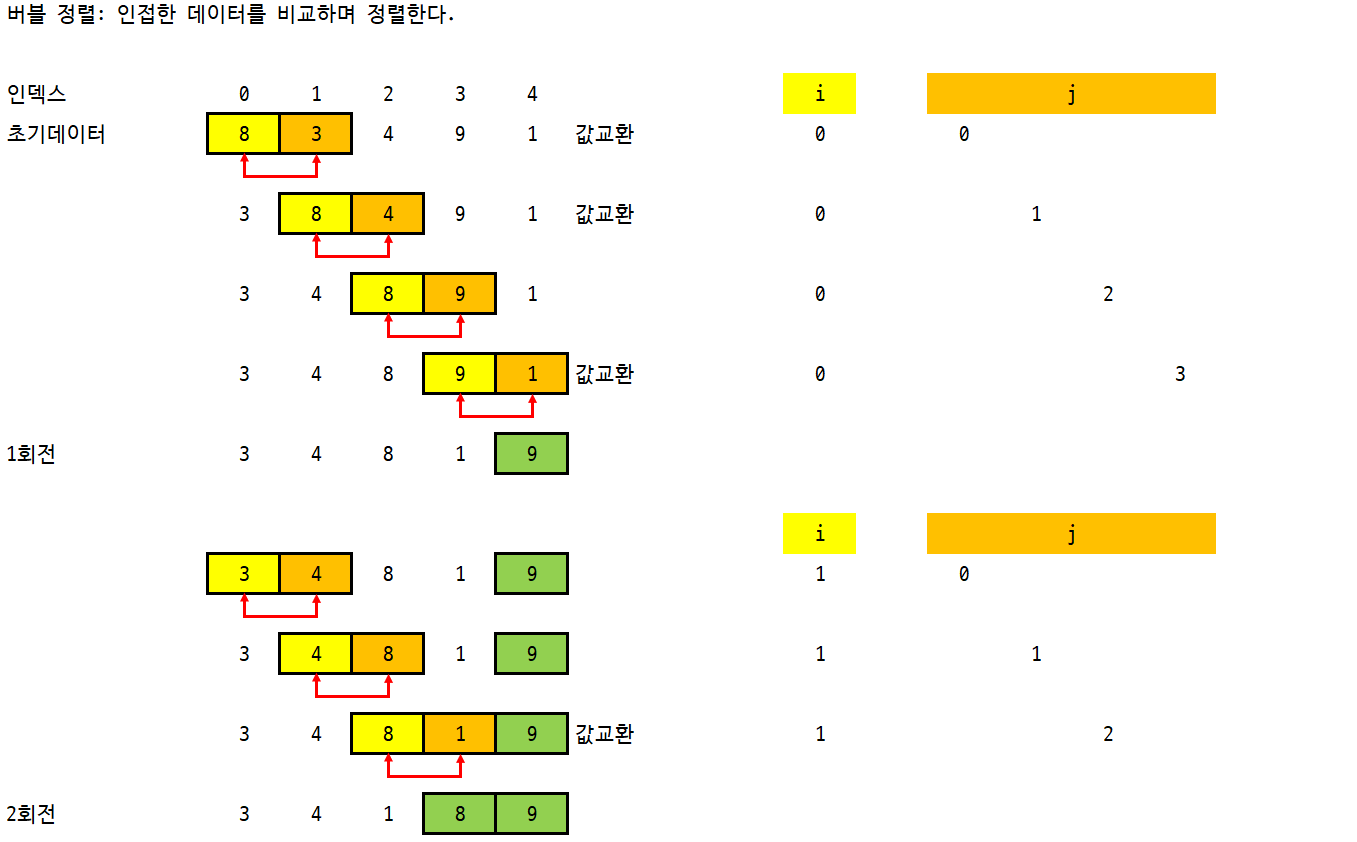 버블 정렬: 인접한 데이터를 비교하며 정렬한다.
인덱스 0 1 2 3 4 i j
초기데이터 8 3 4 9 1 값교환 0 0
3 8 4 9 1 값교환 0 1
3 4 8 9 1 0 2
3 4 8 9 1 값교환 0 3
1회전 3 4 8 1 9
i j
3 4 8 1 9 1 0
3 4 8 1 9 1 1
3 4 8 1 9 값교환 1 2
2회전 3 4 1 8 9